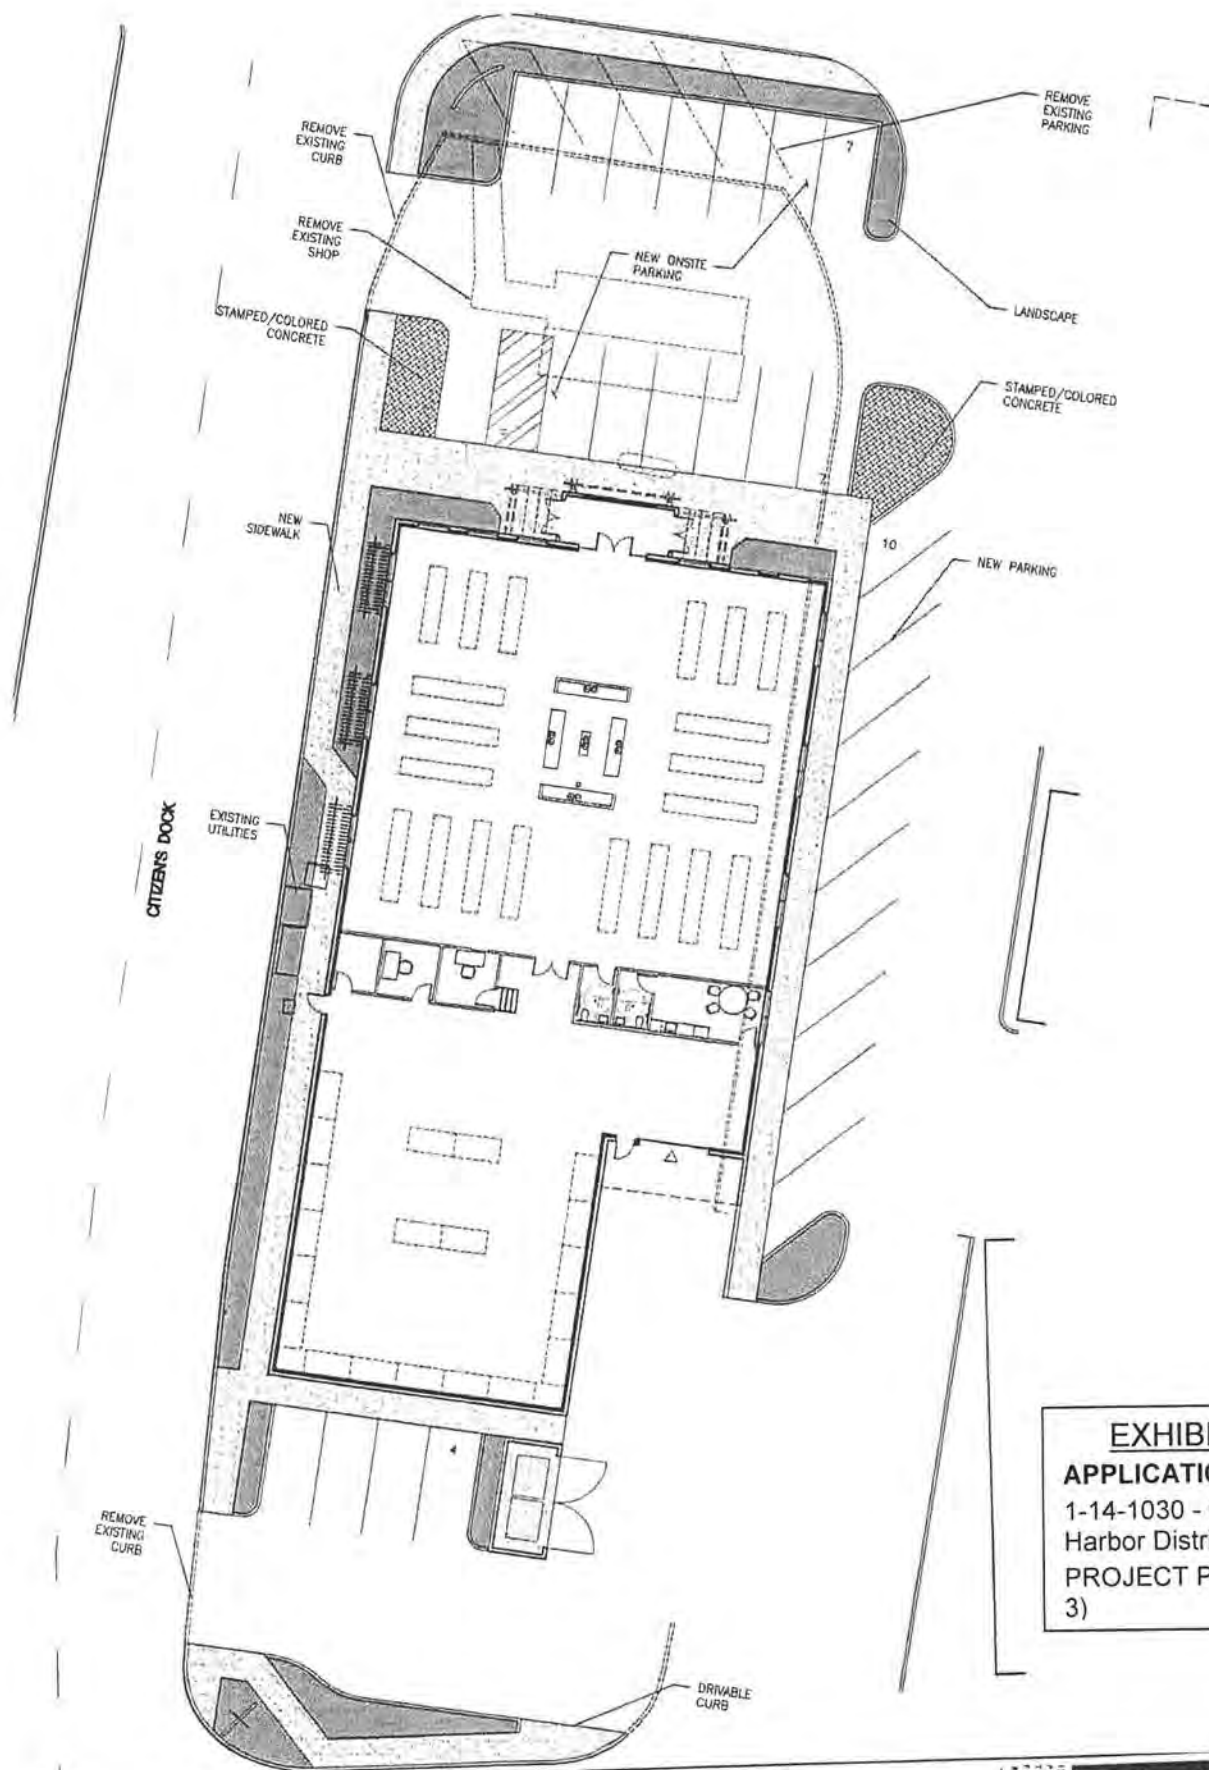 REMOVE
EXISTING
PARKING
REMOVE
EXISTING
CURB
7
REMOVE
EXISTING
SHOP
NEW ONSITE
PARKING
LANDSCAPE
STAMPED/COLORED
CONCRETE
STAMPED/COLORED
CONCRETE
7
NEW
SIDEWALK
10
NEW PARKING
EXISTING
UTILITIES
CITIZEN'S DOCK
4
REMOVE
EXISTING
CURB
DRIVABLE
CURB
EXHIBI
APPLICATIO
1-14-1030 -
Harbor Distri
PROJECT P
3)